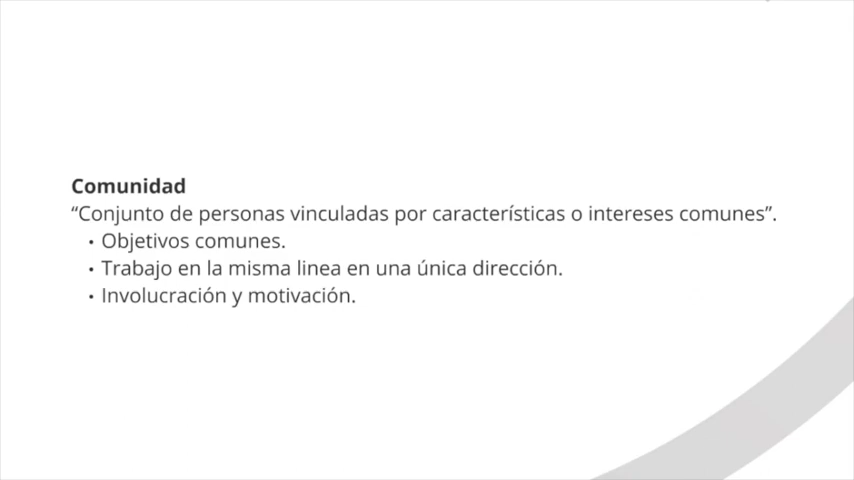 Comunidad
“Conjunto de personas vinculadas por características o intereses comunes”.
• Objetivos comunes.
• Trabajo en la misma linea en una única dirección.
• Involucración y motivación.